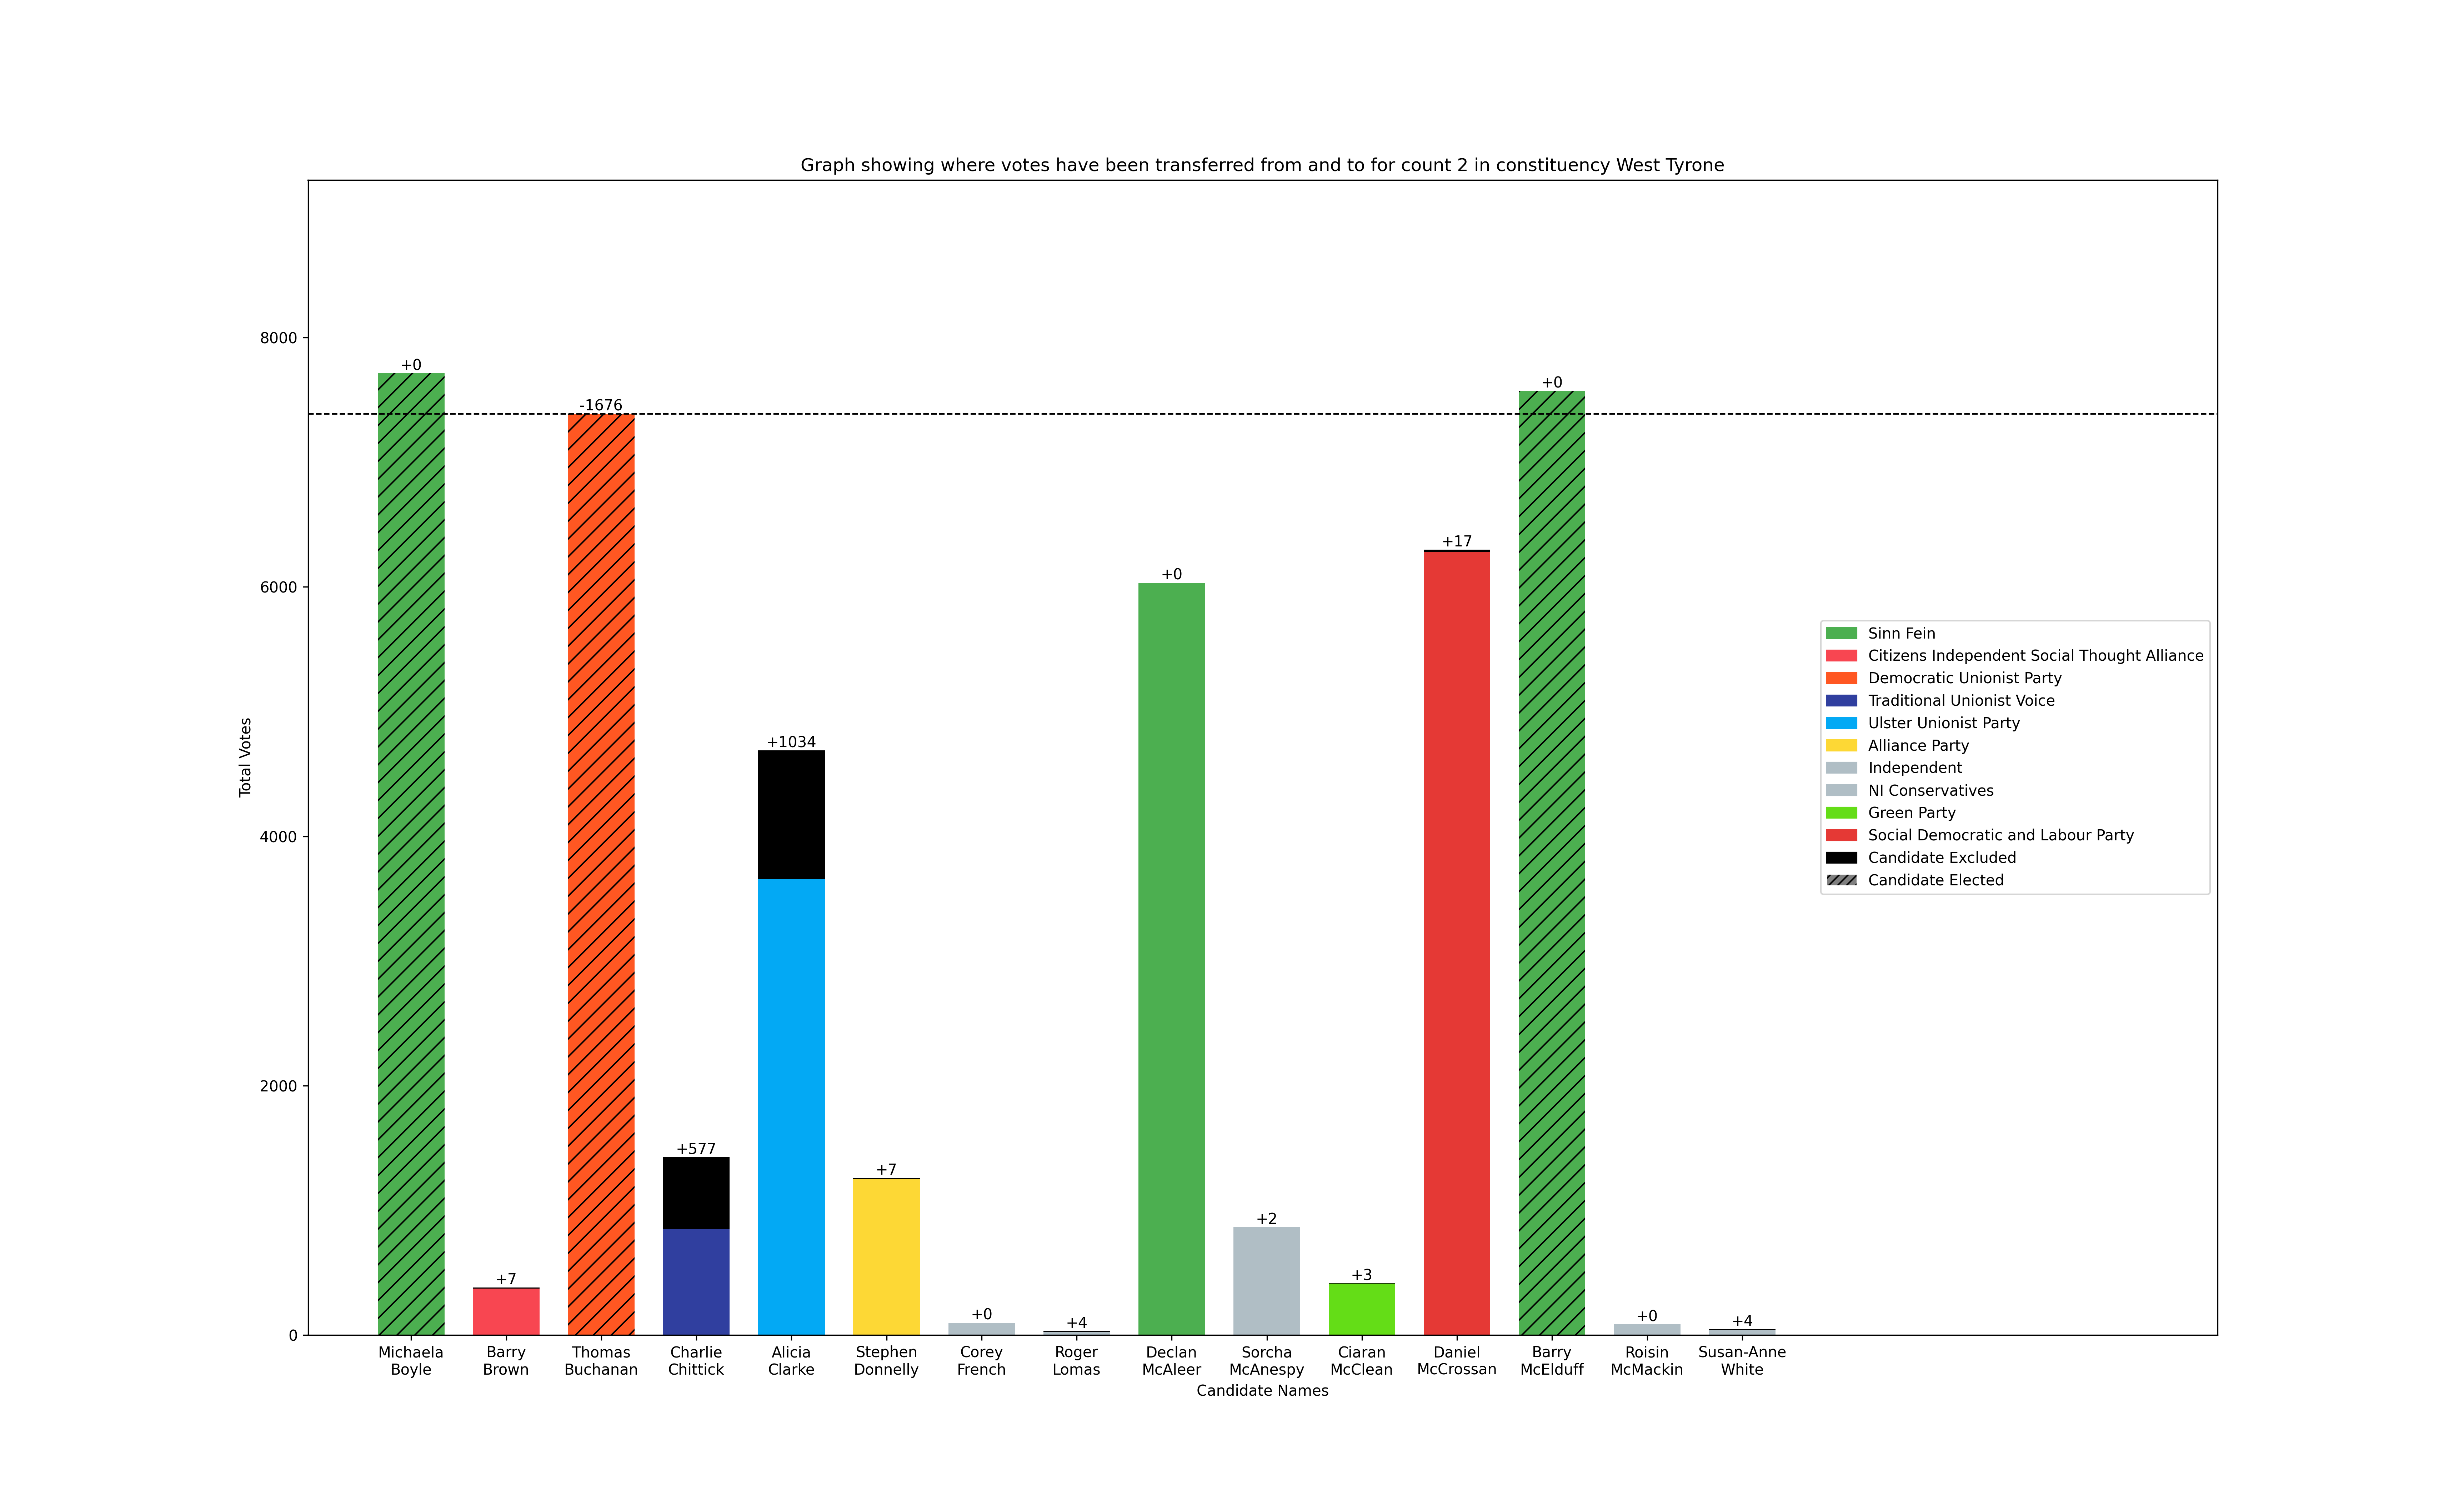 Graph showing where votes have been transferred from and to for count 2 in constituency West Tyrone
Total Votes
8000
6000
4000
2000
0
+0
+7
-1676
+577
+1034
+7
+0
+4
+0
+2
+3
+17
+0
+0
+4
Michaela
Boyle
Barry
Brown
Thomas
Buchanan
Charlie
Chittick
Alicia
Clarke
Stephen
Donnelly
Corey
French
Roger
Lomas
Declan
McAleer
Sorcha
McAnespy
Ciaran
McClean
Daniel
McCrossan
Barry
McElduff
Roisin
McMackin
Susan-Anne
White
Candidate Names
Sinn Fein
Citizens Independent Social Thought Alliance
Democratic Unionist Party
Traditional Unionist Voice
Ulster Unionist Party
Alliance Party
Independent
NI Conservatives
Green Party
Social Democratic and Labour Party
Candidate Excluded
Candidate Elected